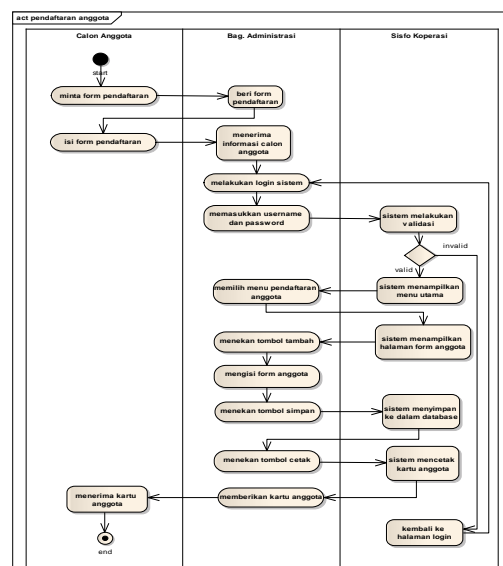 act pendaftaran anggota
Calon Anggota
Bag. Administrasi
Sisfo Koperasi
start
minta form pendaftaran
beri form
pendaftaran
isi form pendaftaran
menerima
informasi calon
anggota
melakukan login sistem
memasukkan username
dan password
sistem melakukan
validasi
invalid
valid
sistem menampilkan
menu utama
memilih menu pendaftaran
anggota
sistem menampilkan
halaman form anggota
menekan tombol tambah
mengisi form anggota
menekan tombol simpan
sistem menyimpan
ke dalam database
menekan tombol cetak
sistem mencetak
kartu anggota
memberikan kartu anggota
menerima kartu
anggota
end
kembali ke
halaman login